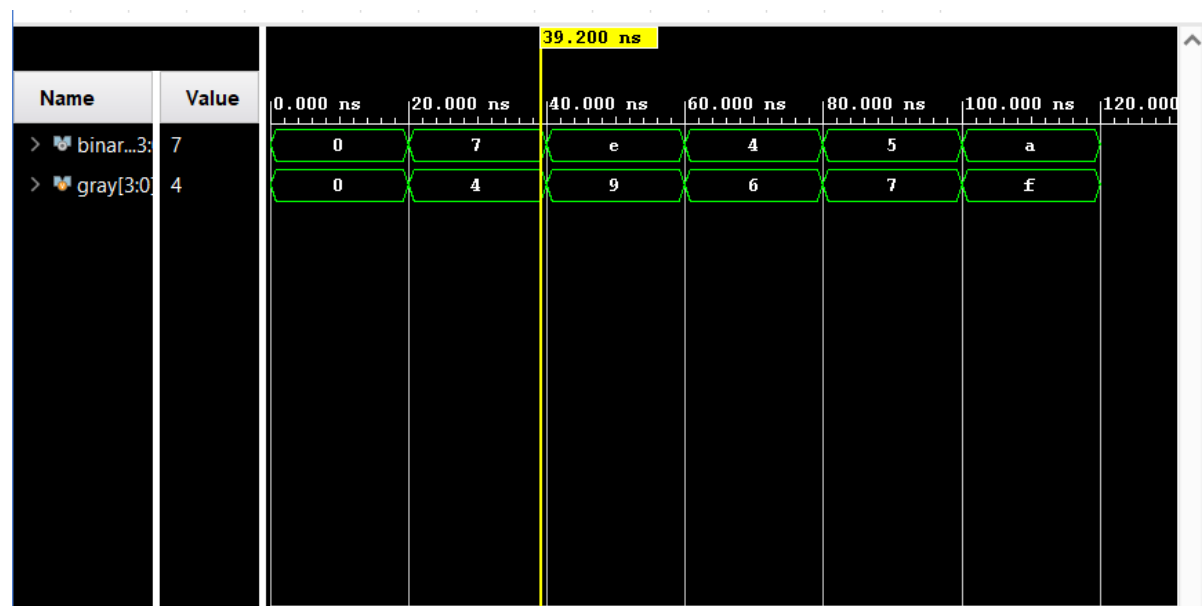 39.200 ns
Name Value 0.000 ns 20.000 ns 40.000 ns 60.000 ns 80.000 ns 100.000 ns 120.000
binar...3: 7 0 7 e 4 5 a
gray[3:0] 4 0 4 9 6 7 f